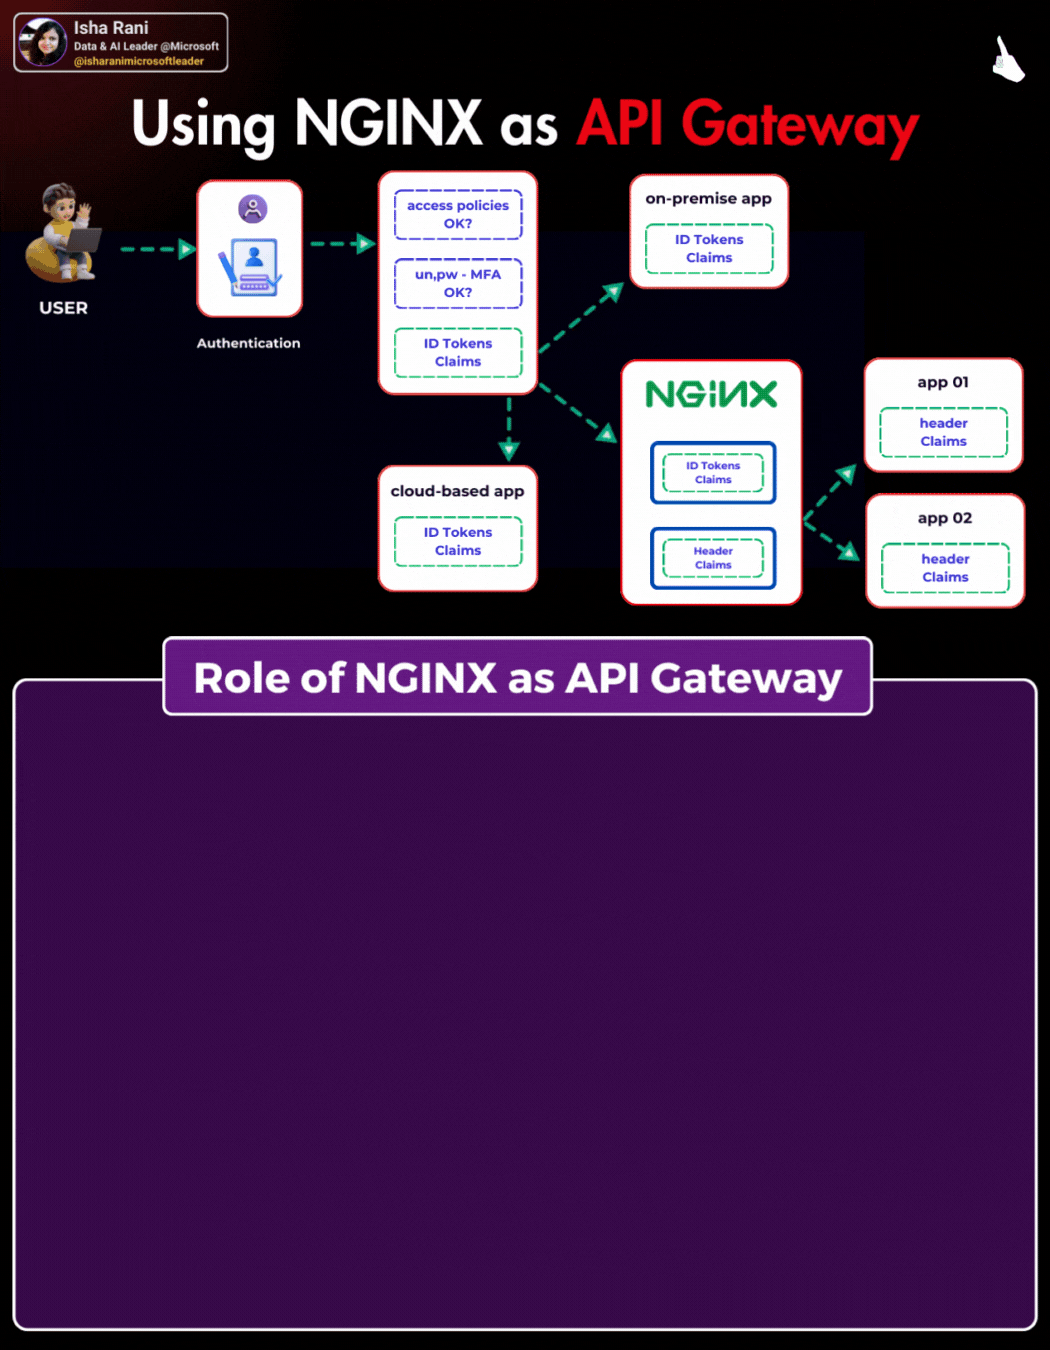 Isha Rani
Data & AI Leader @Microsoft
@isharanimicrosoftleader
Using NGINX as API Gateway
USER
Authentication
access policies
OK?
un,pw - MFA
OK?
ID Tokens
Claims
on-premise app
ID Tokens
Claims
cloud-based app
ID Tokens
Claims
NGINX
ID Tokens
Claims
Header
Claims
app 01
header
Claims
app 02
header
Claims
Role of NGINX as API Gateway